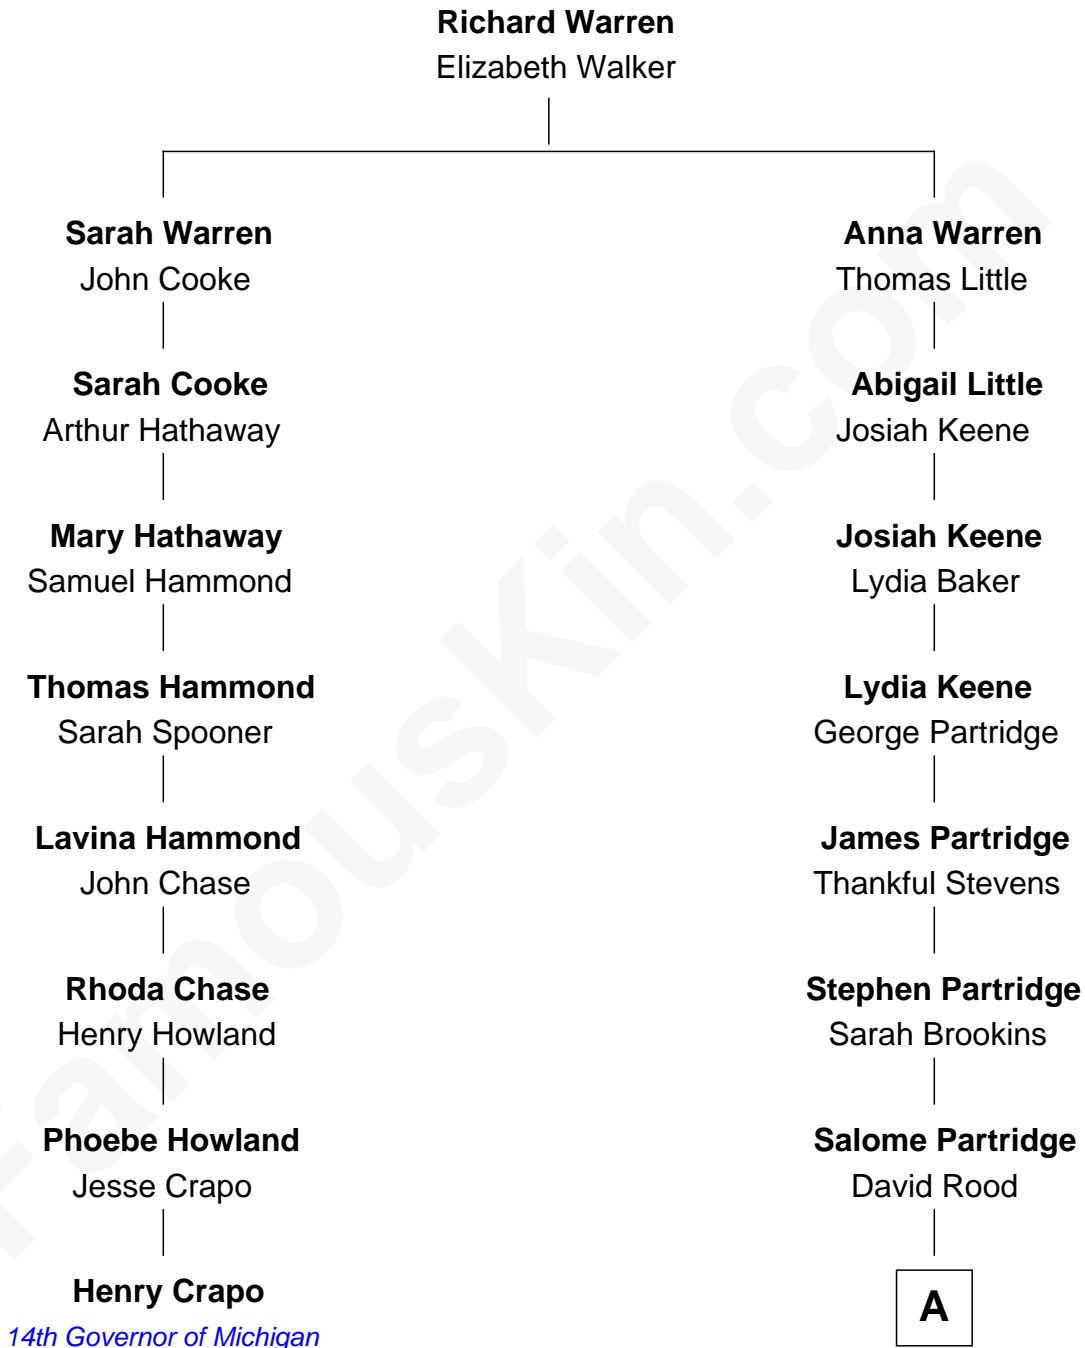 Richard Warren
Elizabeth Walker
Sarah Warren
John Cooke
Anna Warren
Thomas Little
Sarah Cooke
Arthur Hathaway
Abigail Little
Josiah Keene
Mary Hathaway
Samuel Hammond
Josiah Keene
Lydia Baker
Thomas Hammond
Sarah Spooner
Lydia Keene
George Partridge
Lavina Hammond
John Chase
James Partridge
Thankful Stevens
Rhoda Chase
Henry Howland
Stephen Partridge
Sarah Brookins
Phoebe Howland
Jesse Crapo
Salome Partridge
David Rood
Henry Crapo
14th Governor of Michigan
A
FamousKin.com